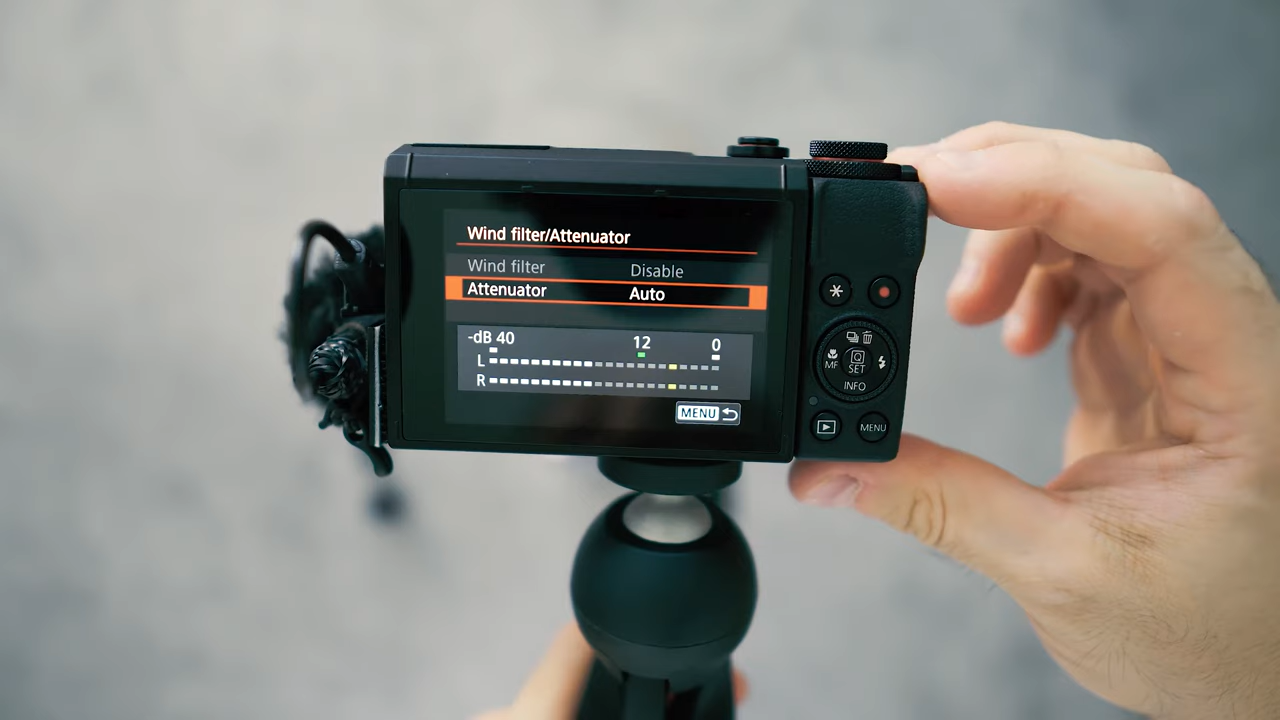 Wind filter/Attenuator
Wind filter Disable
Attenuator Auto
-dB 40 12 0
L
R
MENU
MF
Q
SET
INFO
MENU